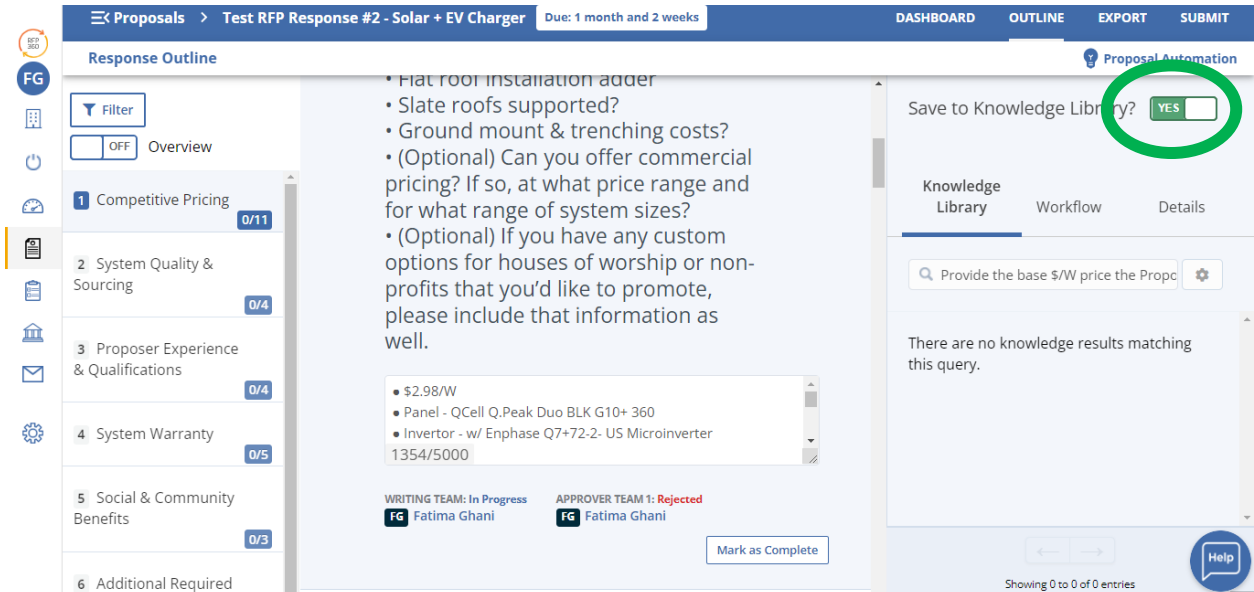 Proposals > Test RFP Response #2 - Solar + EV Charger Due: 1 month and 2 weeks DASHBOARD OUTLINE EXPORT SUBMIT
RFP
360
FG
Response Outline
Proposal Automation
Filter
OFF Overview
1 Competitive Pricing
0/11
2 System Quality &
Sourcing
0/4
3 Proposer Experience
& Qualifications
0/4
4 System Warranty
0/5
5 Social & Community
Benefits
0/3
6 Additional Required
• Flat roof installation adder
• Slate roofs supported?
• Ground mount & trenching costs?
• (Optional) Can you offer commercial
pricing? If so, at what price range and
for what range of system sizes?
• (Optional) If you have any custom
options for houses of worship or non-
profits that you’d like to promote,
please include that information as
well.
• $2.98/W
• Panel - QCell Q.Peak Duo BLK G10+ 360
• Invertor - w/ Enphase Q7+72-2- US Microinverter
1354/5000
WRITING TEAM: In Progress
FG Fatima Ghani
APPROVER TEAM 1: Rejected
FG Fatima Ghani
Mark as Complete
Save to Knowledge Library? YES
Knowledge
Library
Workflow
Details
Provide the base $/W price the Propo
There are no knowledge results matching
this query.
Showing 0 to 0 of 0 entries
Help